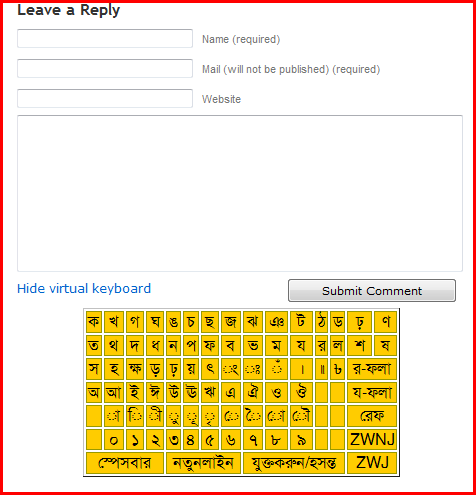 Leave a Reply
Name (required)
Mail (will not be published) (required)
Website
Hide virtual keyboard Submit Comment
ক খ গ ঘ ঙ চ ছ জ ঝ ঞ ট ঠ ড ঢ ণ
ত থ দ ধ ন প ফ ব ভ ম য র ল শ ষ
স হ ক্ষ ড় ঢ় য় ৎ ং ঃ ঁ । ॥ ৳ র-ফলা
অ আ ই ঈ উ ঊ ঋ এ ঐ ও ঔ য-ফলা
া ি ী ু ূ ৃ ে ৈ ো ৌ রেফ
০ ১ ২ ৩ ৪ ৫ ৬ ৭ ৮ ৯ ZWNJ
স্পেসবার নতুনলাইন যুক্তকরুন/হসন্ত ZWJ